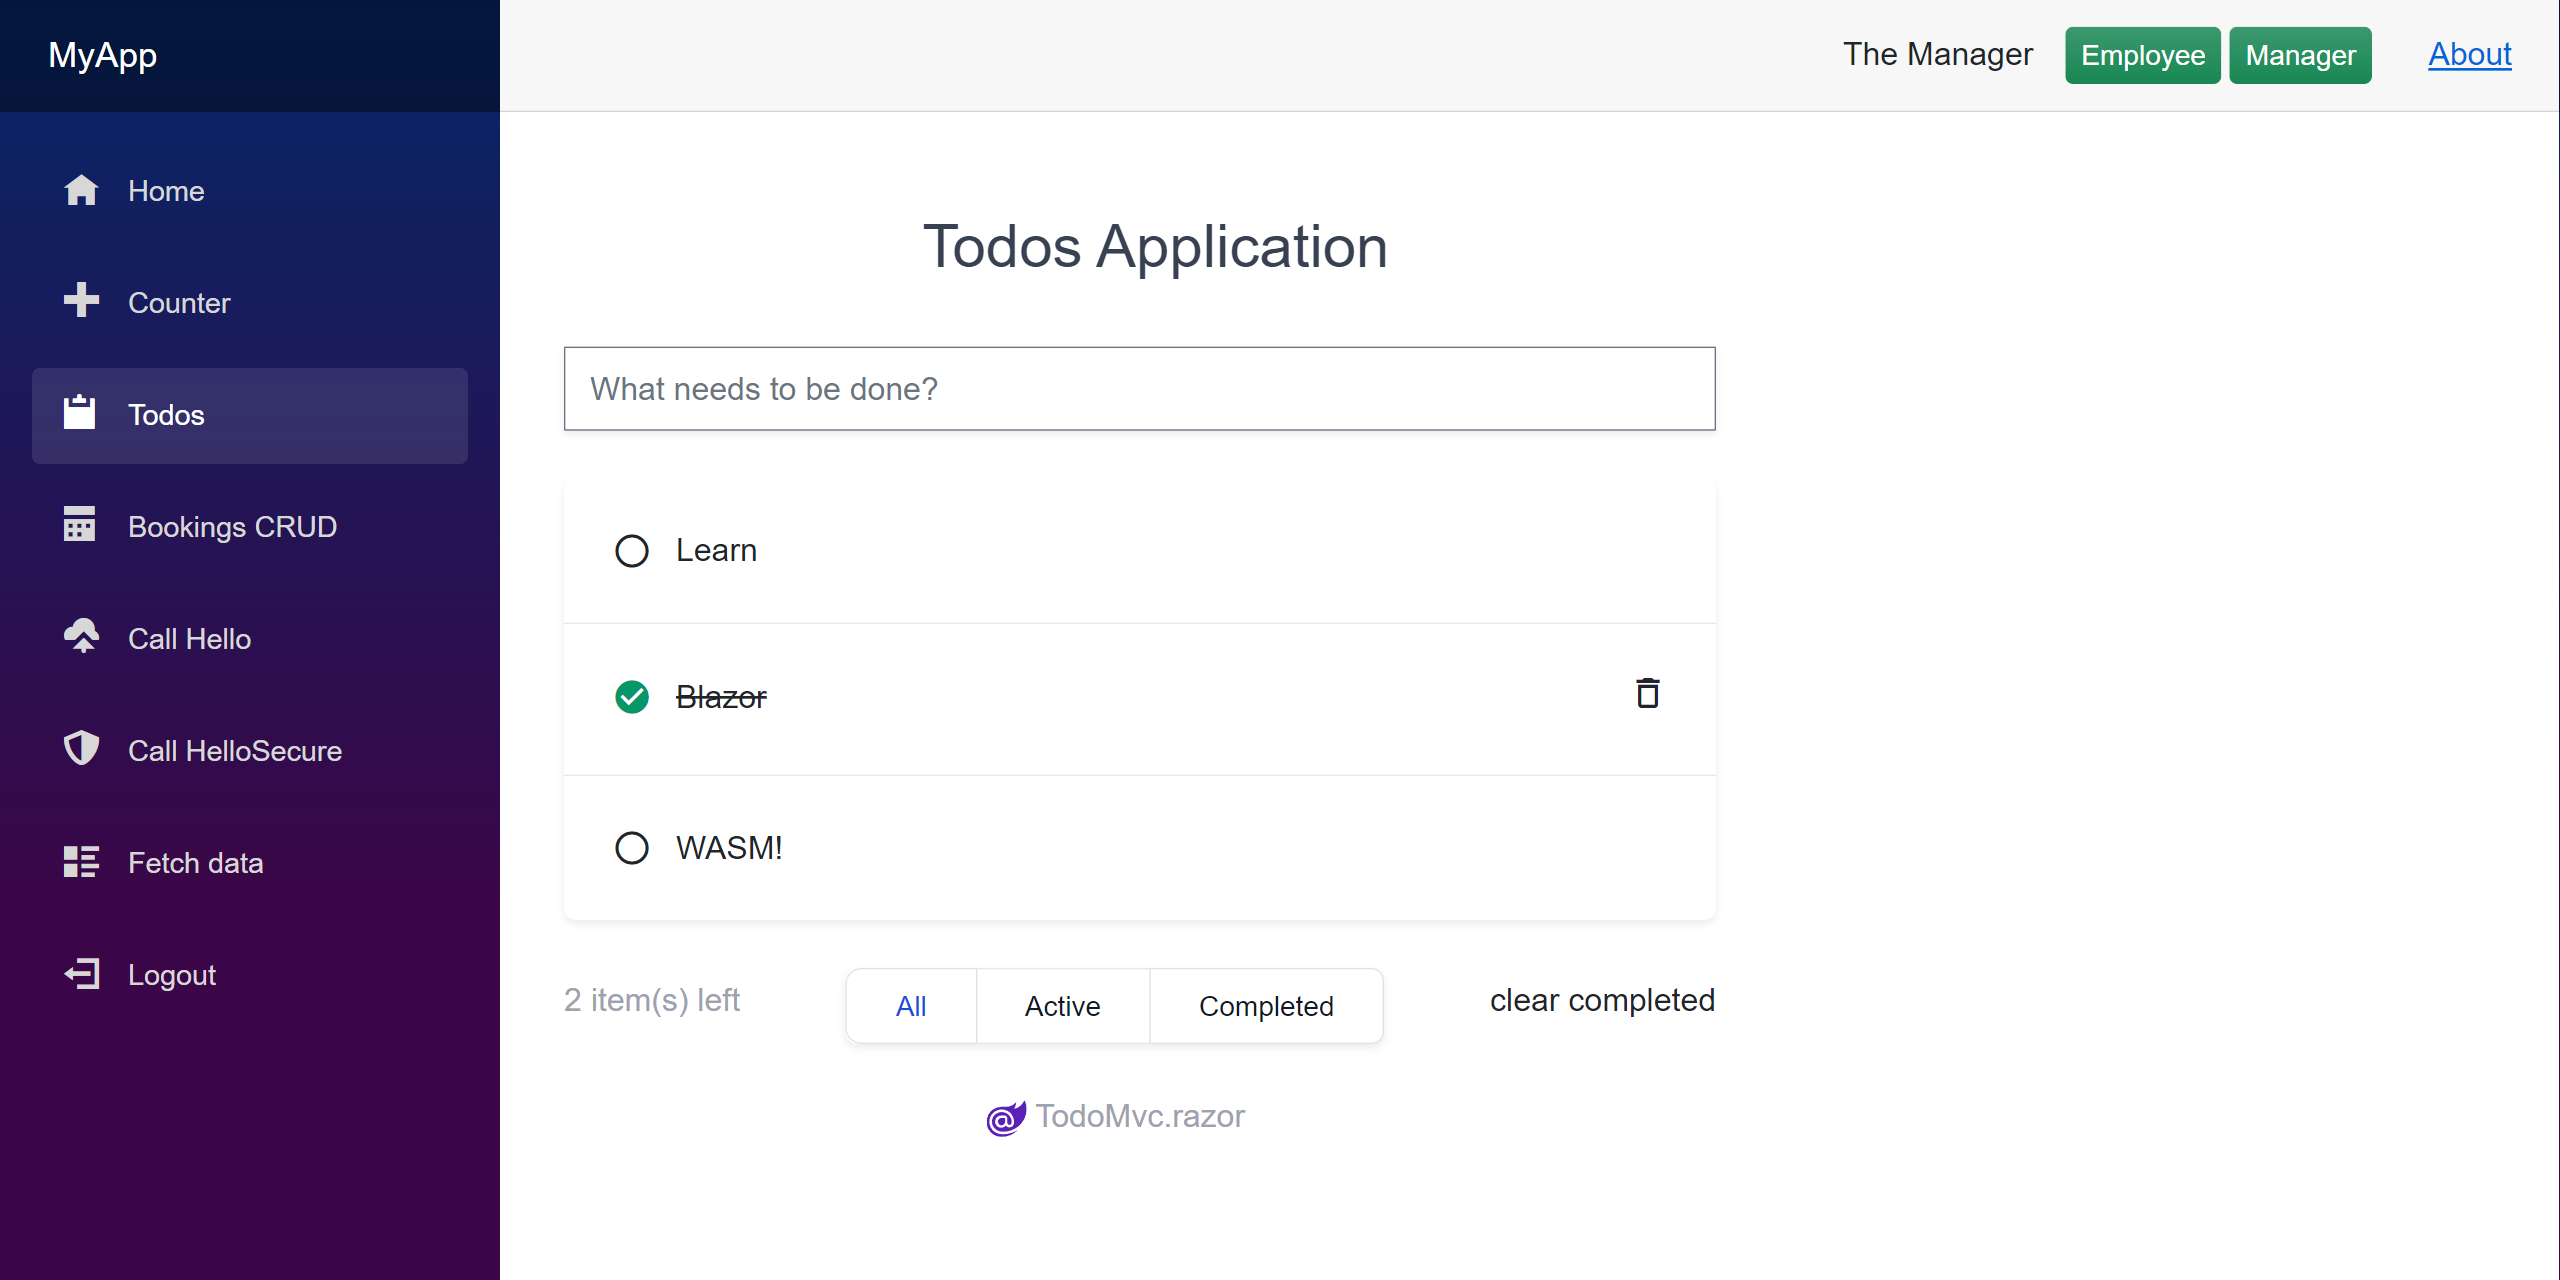 MyApp
The Manager Employee Manager About
Home
Counter
Todos
Bookings CRUD
Call Hello
Call HelloSecure
Fetch data
Logout
Todos Application
What needs to be done?
Learn
Blazor
WASM!
2 item(s) left All Active Completed clear completed
@ TodoMvc.razor